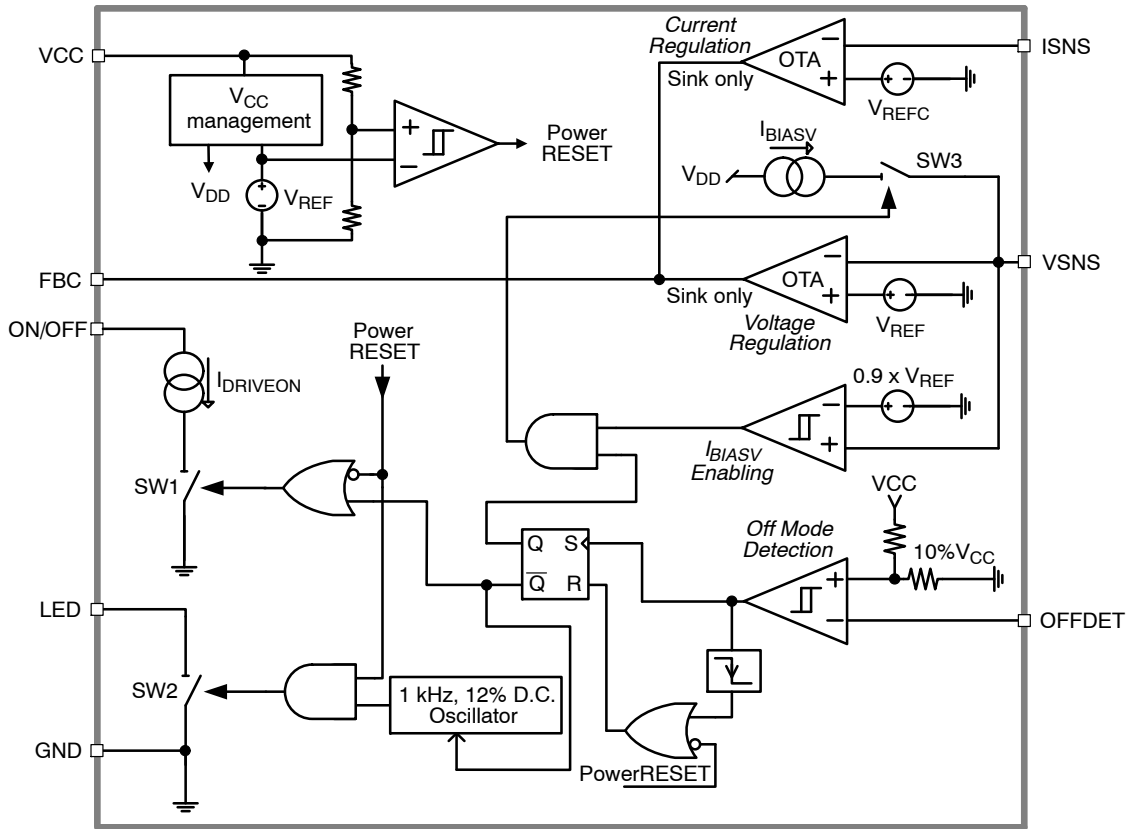 Current
Regulation
VCC
ISNS
OTA
−
+
Sink only
VCC
management
VREFC
+
−
Power
RESET
IBIASV
SW3
VDD
VDD
+
−
VREF
FBC
VSNS
OTA
−
+
Sink only
VREF
Voltage
Regulation
ON/OFF
Power
RESET
IDRIVEON
0.9 x VREF
−
+
IBIASV
Enabling
SW1
VCC
Off Mode
Detection
10%VCC
Q
S
Q
R
+
−
LED
OFFDET
SW2
1 kHz, 12% D.C.
Oscillator
GND
PowerRESET